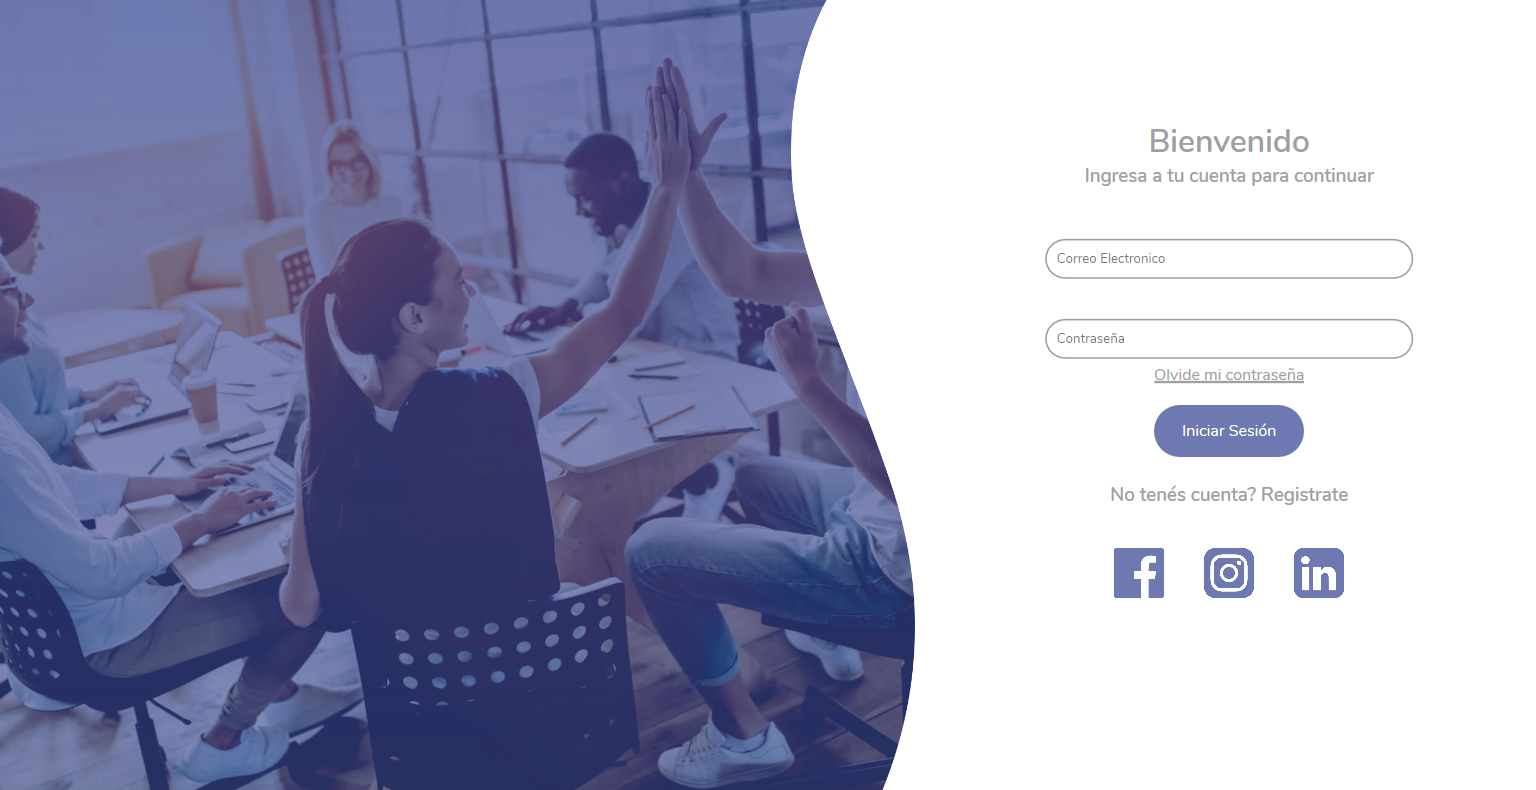 Bienvenido
Ingresa a tu cuenta para continuar
Correo Electronico
Contraseña
Olvide mi contraseña
Iniciar Sesión
No tenés cuenta? Registrate
in